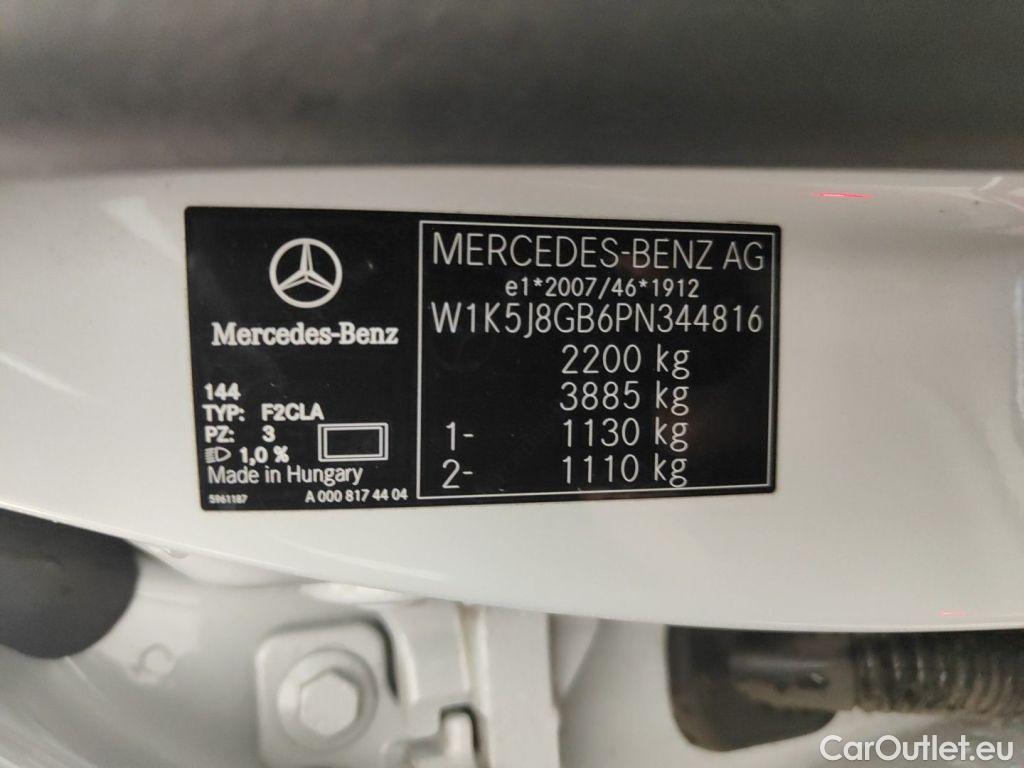 Mercedes-Benz
144
TYP: F2CLA
PZ: 3
1,0 %
Made in Hungary
5961187 A 000 817 44 04
MERCEDES-BENZ AG
e1*2007/46*1912
W1K5J8GB6PN344816
2200 kg
3885 kg
1- 1130 kg
2- 1110 kg
CarOutlet.eu